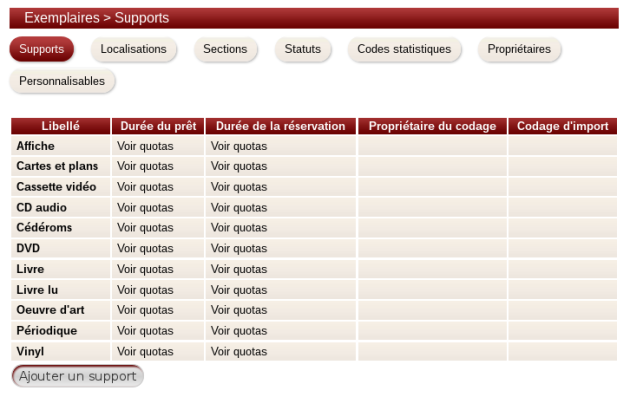 Exemplaires > Supports
Supports Localisations Sections Statuts Codes statistiques Propriétaires
Personnalisables
Libellé Durée du prêt Durée de la réservation Propriétaire du codage Codage d'import
Affiche Voir quotas Voir quotas
Cartes et plans Voir quotas Voir quotas
Cassette vidéo Voir quotas Voir quotas
CD audio Voir quotas Voir quotas
Cédéroms Voir quotas Voir quotas
DVD Voir quotas Voir quotas
Livre Voir quotas Voir quotas
Livre lu Voir quotas Voir quotas
Oeuvre d'art Voir quotas Voir quotas
Périodique Voir quotas Voir quotas
Vinyl Voir quotas Voir quotas
Ajouter un support